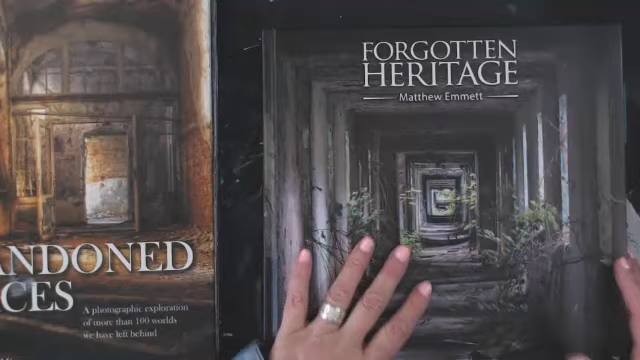 ANDONED
CES
A photographic exploration
of more than 100 worlds
we have left behind
FORGOTTEN
HERITAGE
Matthew Emmett